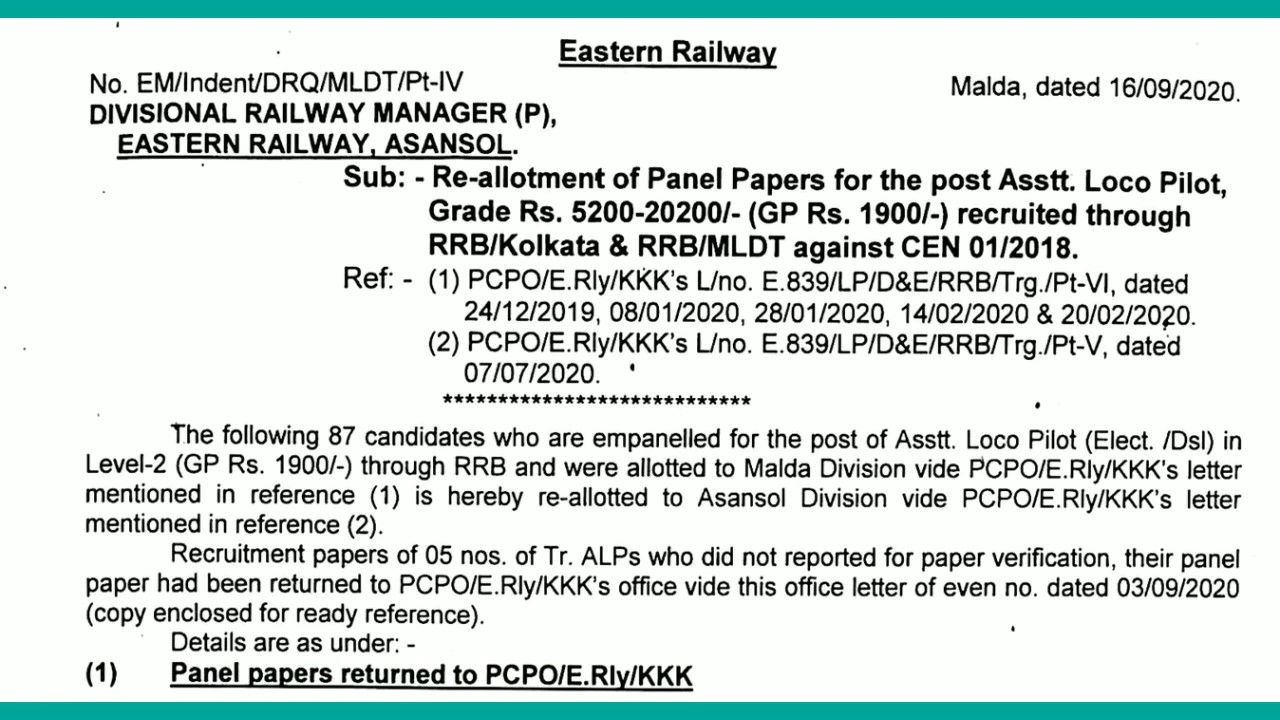 Eastern Railway
No. EM/Indent/DRQ/MLDT/Pt-IV
Malda, dated 16/09/2020.
DIVISIONAL RAILWAY MANAGER (P),
EASTERN RAILWAY, ASANSOL.
Sub: - Re-allotment of Panel Papers for the post Asstt. Loco Pilot,
Grade Rs. 5200-20200/- (GP Rs. 1900/-) recruited through
RRB/Kolkata & RRB/MLDT against CEN 01/2018.
Ref: - (1) PCPO/E.Rly/KKK's L/no. E.839/LP/D&E/RRB/Trg./Pt-VI, dated
24/12/2019, 08/01/2020, 28/01/2020, 14/02/2020 & 20/02/2020.
(2) PCPO/E.Rly/KKK's L/no. E.839/LP/D&E/RRB/Trg./Pt-V, dated
07/07/2020.
****************************
The following 87 candidates who are empanelled for the post of Asstt. Loco Pilot (Elect. /Dsl) in
Level-2 (GP Rs. 1900/-) through RRB and were allotted to Malda Division vide PCPO/E.Rly/KKK's letter
mentioned in reference (1) is hereby re-allotted to Asansol Division vide PCPO/E.Rly/KKK's letter
mentioned in reference (2).
Recruitment papers of 05 nos. of Tr. ALPs who did not reported for paper verification, their panel
paper had been returned to PCPO/E.Rly/KKK's office vide this office letter of even no. dated 03/09/2020
(copy enclosed for ready reference).
Details are as under: -
(1) Panel papers returned to PCPO/E.Rly/KKK